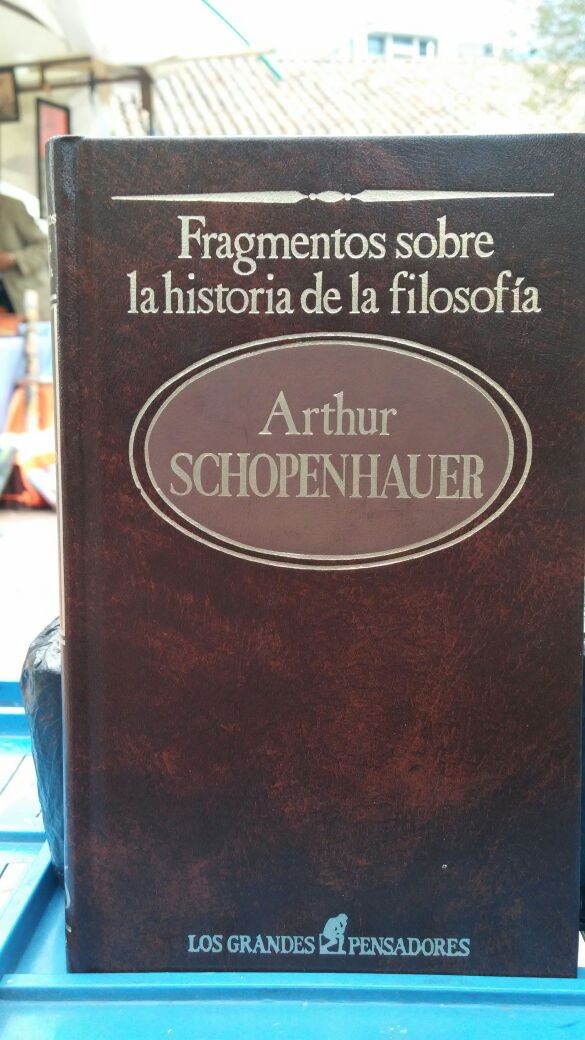 Fragmentos sobre
la historia de la filosofía
Arthur
SCHOPENHAUER
LOS GRANDES PENSADORES